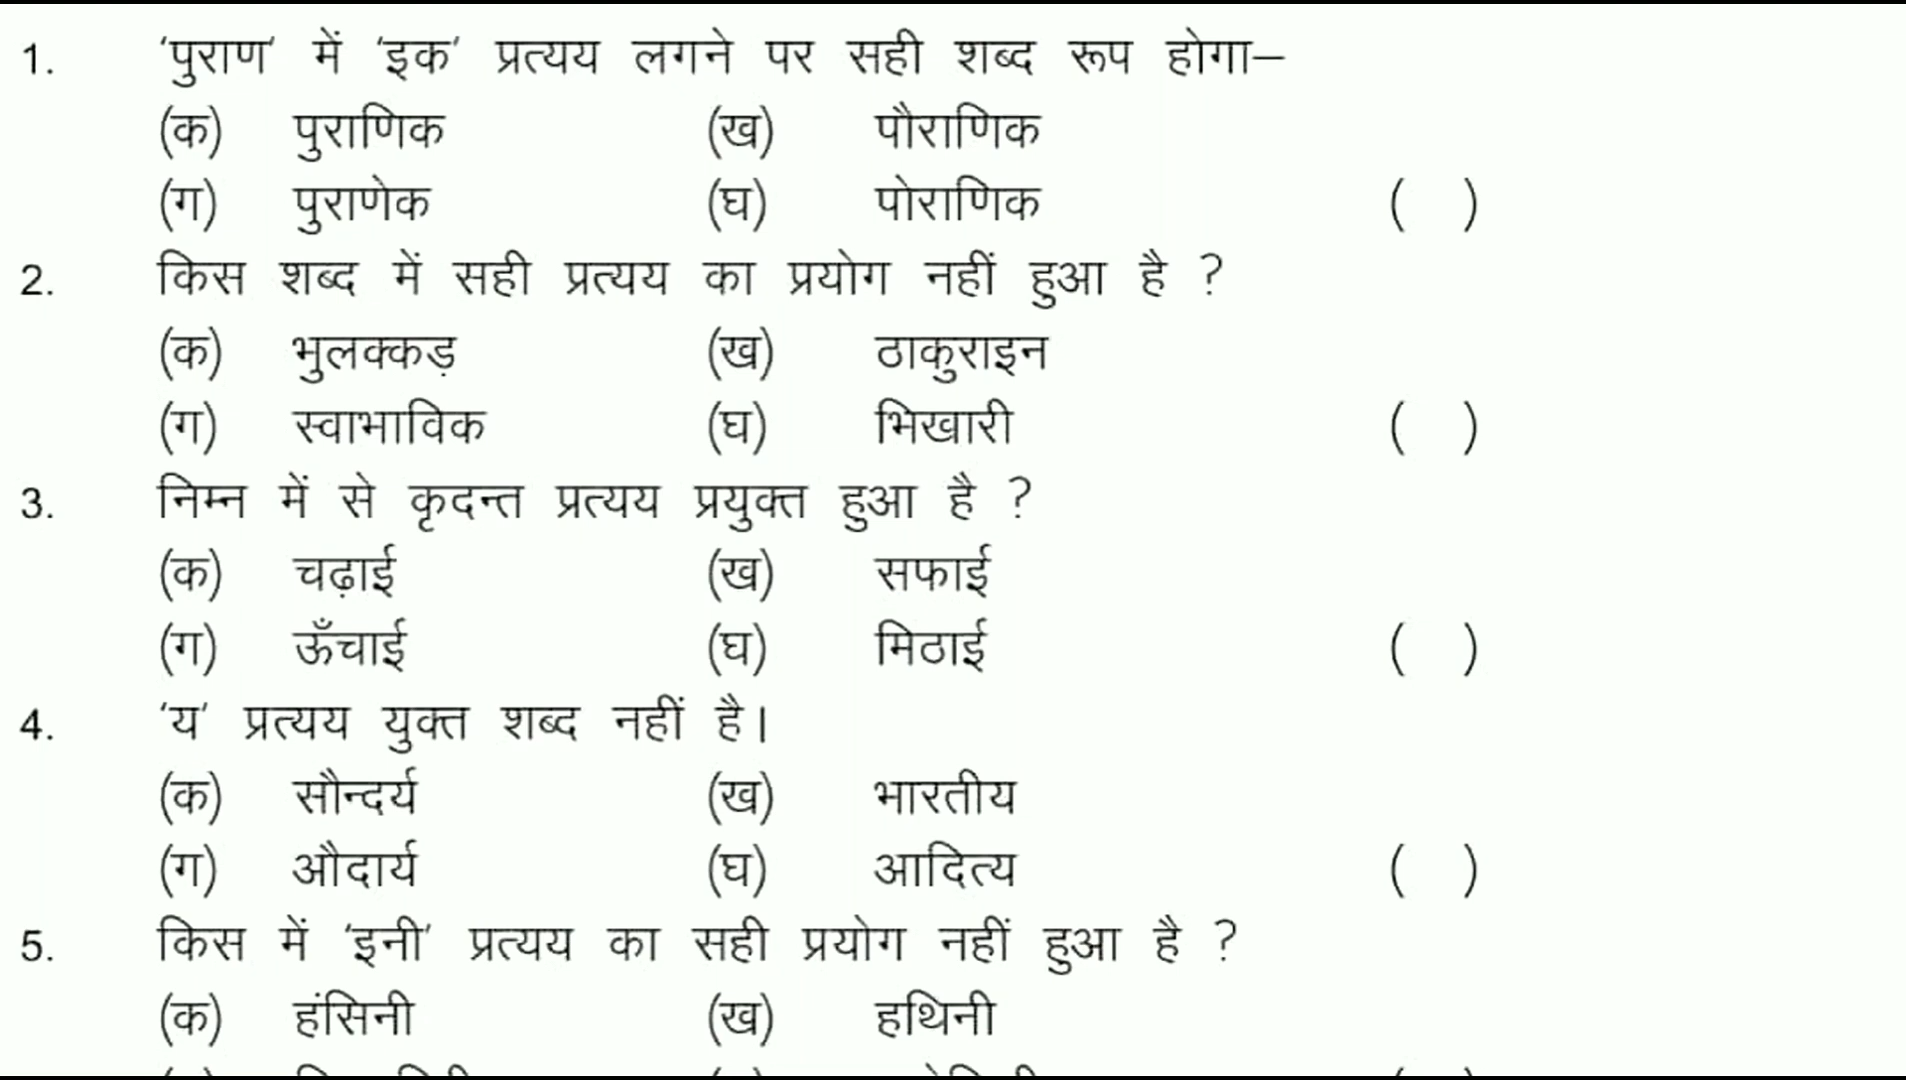 1. 'पुराण' में 'इक' प्रत्यय लगने पर सही शब्द रूप होगा–
(क) पुराणिक (ख) पौराणिक
(ग) पुराणेक (घ) पोराणिक ( )
2. किस शब्द में सही प्रत्यय का प्रयोग नहीं हुआ है ?
(क) भुलक्कड़ (ख) ठाकुराइन
(ग) स्वाभाविक (घ) भिखारी ( )
3. निम्न में से कृदन्त प्रत्यय प्रयुक्त हुआ है ?
(क) चढ़ाई (ख) सफाई
(ग) ऊँचाई (घ) मिठाई ( )
4. 'य' प्रत्यय युक्त शब्द नहीं है।
(क) सौन्दर्य (ख) भारतीय
(ग) औदार्य (घ) आदित्य ( )
5. किस में 'इनी' प्रत्यय का सही प्रयोग नहीं हुआ है ?
(क) हंसिनी (ख) हथिनी